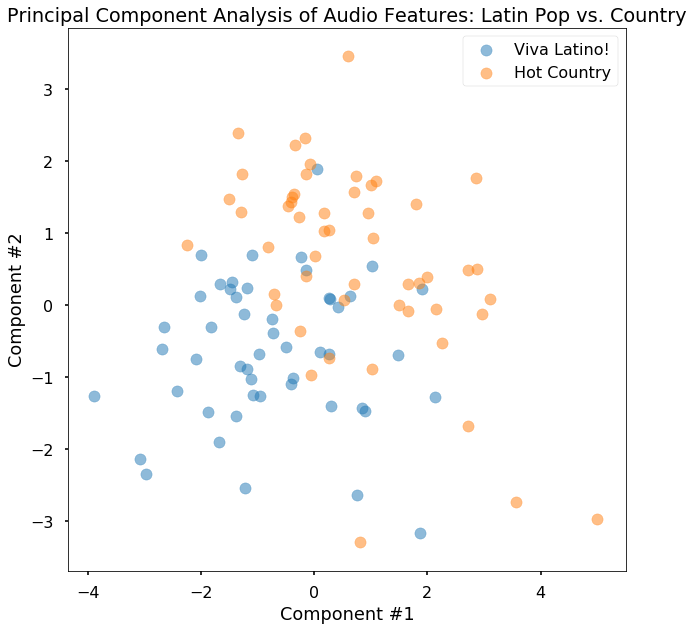 Principal Component Analysis of Audio Features: Latin Pop vs. Country
Viva Latino!
Hot Country
3
2
1
0
−1
−2
−3
Component #2
−4
−2
0
2
4
Component #1